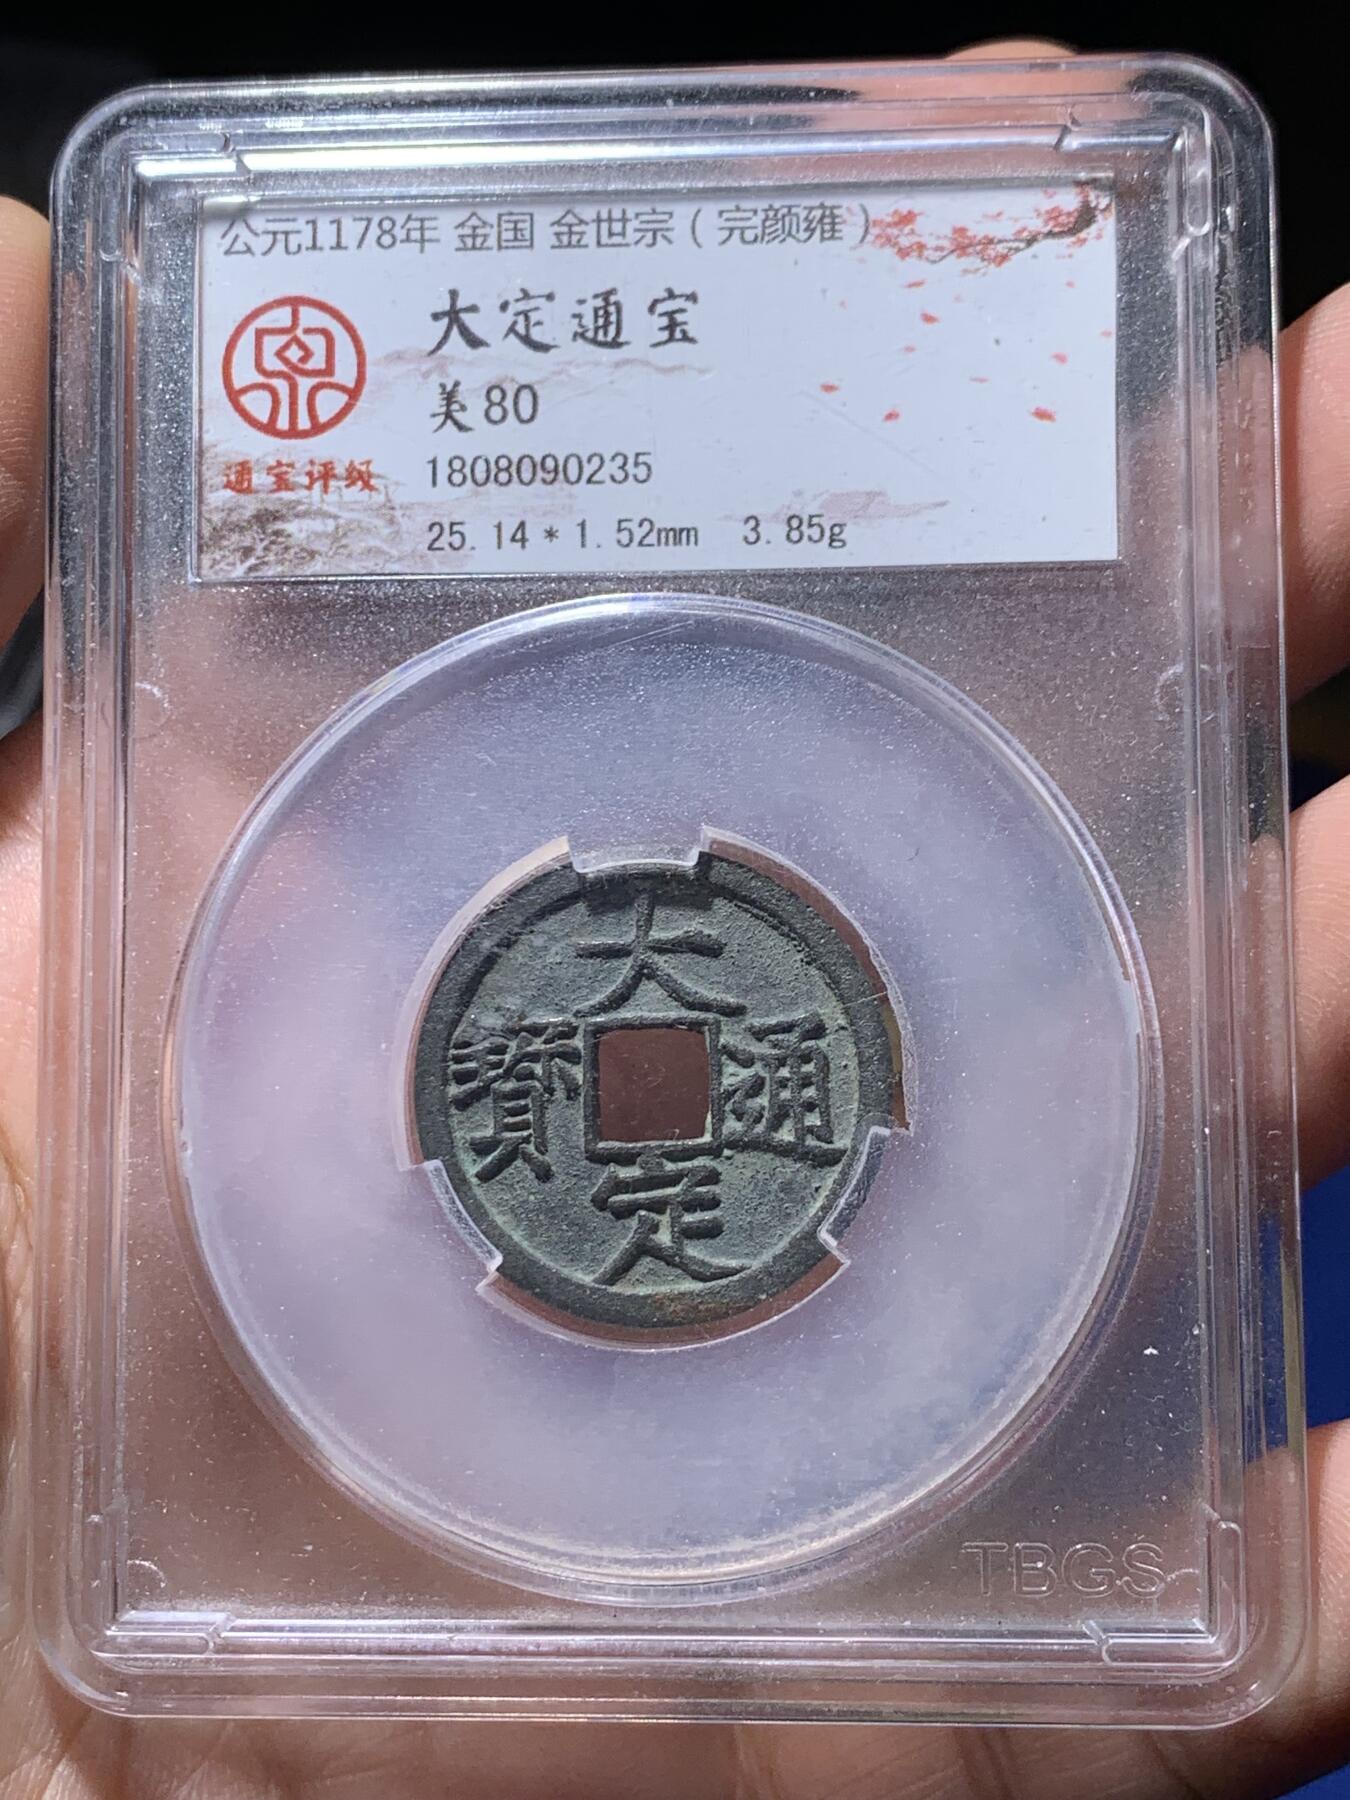 公元1178年 金国 金世宗（完颜雍）
大定通宝
美80
通宝评级
1808090235
25.14*1.52mm 3.85g
大
寶 通
定
TBGS